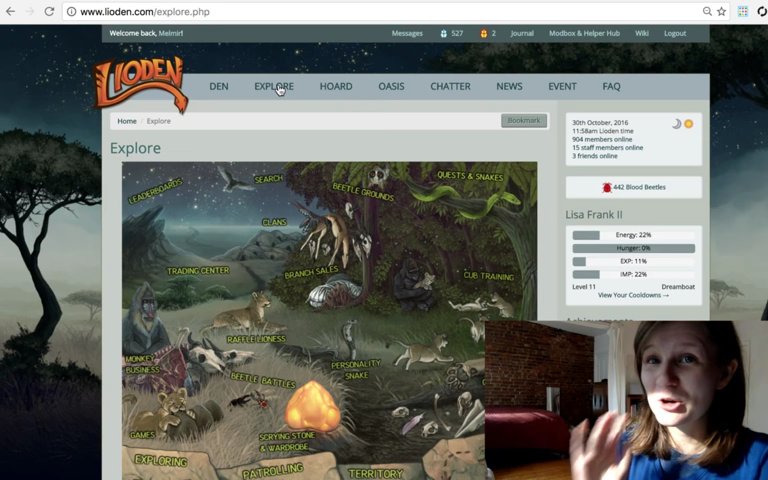 www.lioden.com/explore.php
Welcome back, Melmir!
Messages 527 2 Journal Modbox & Helper Hub Wiki Logout
LIODEN
DEN EXPLORE HOARD OASIS CHATTER NEWS EVENT FAQ
Home / Explore
Bookmark
Explore
LEADERBOARDS
SEARCH
BEETLE GROUNDS
QUESTS & SNAKES
CLANS
TRADING CENTER
BRANCH SALES
CUB TRAINING
RAFFLE LIONESS
MONKEY
BUSINESS
PERSONALITY
SNAKE
BEETLE BATTLES
GAMES
SCRYING STONE
& WARDROBE
EXPLORING
PATROLLING
TERRITORY
30th October, 2016
11:58am Lioden time
904 members online
15 staff members online
3 friends online
442 Blood Beetles
Lisa Frank II
Energy: 22%
Hunger: 0%
EXP: 11%
IMP: 22%
Level 11 Dreamboat
View Your Cooldowns →